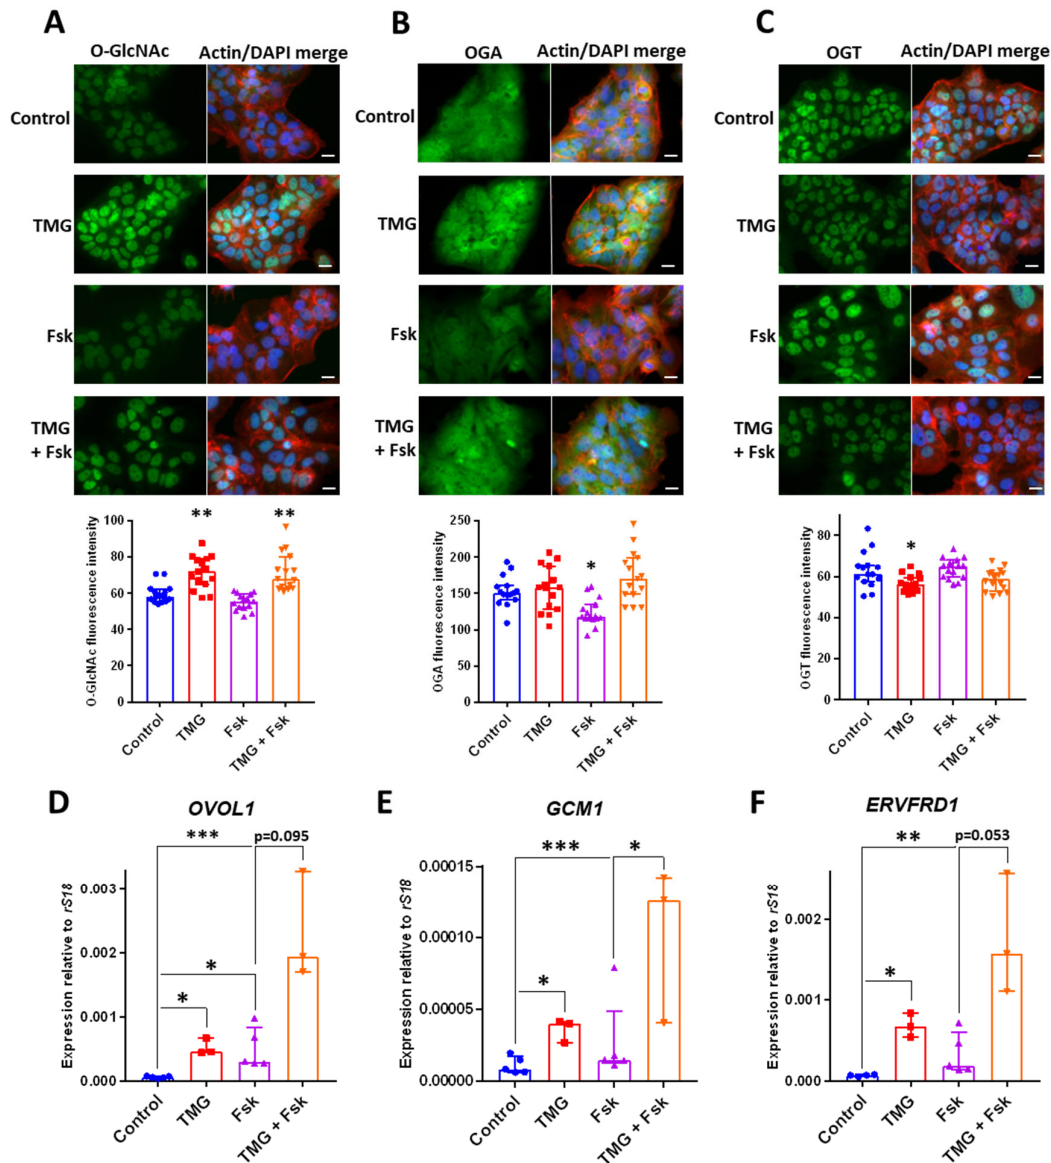 A
B
C
O-GlcNAc Actin/DAPI merge
OGA Actin/DAPI merge
OGT Actin/DAPI merge
Control
Control
Control
TMG
TMG
TMG
Fsk
Fsk
Fsk
TMG
+ Fsk
TMG
+ Fsk
TMG
+ Fsk
O-GlcNAc fluorescence intensity
100
80
60
40
20
0
**
**
Control
TMG
Fsk
TMG + Fsk
OGA fluorescence intensity
250
200
150
100
50
0
*
Control
TMG
Fsk
TMG + Fsk
OGT fluorescence intensity
80
60
40
20
0
*
Control
TMG
Fsk
TMG + Fsk
D
OVOL1
***
p=0.095
*
*
Expression relative to rS18
0.003
0.002
0.001
0.000
Control
TMG
Fsk
TMG + Fsk
E
GCM1
***
*
*
Expression relative to rS18
0.00015
0.00010
0.00005
0.00000
Control
TMG
Fsk
TMG + Fsk
F
ERVFRD1
**
p=0.053
*
Expression relative to rS18
0.002
0.001
0.000
Control
TMG
Fsk
TMG + Fsk